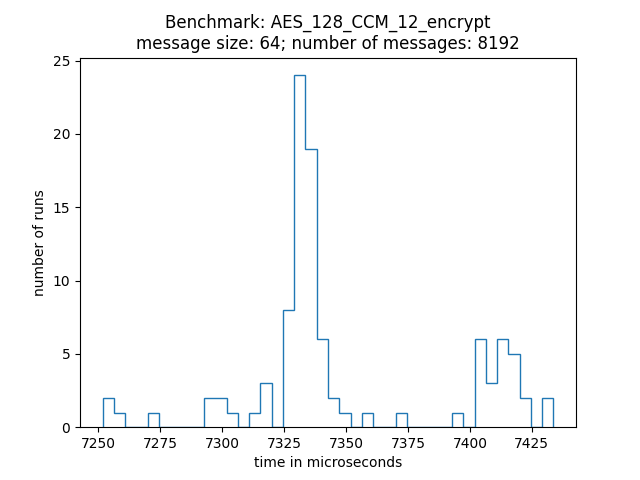 Benchmark: AES_128_CCM_12_encrypt
message size: 64; number of messages: 8192
25
20
15
10
5
0
number of runs
7250 7275 7300 7325 7350 7375 7400 7425
time in microseconds